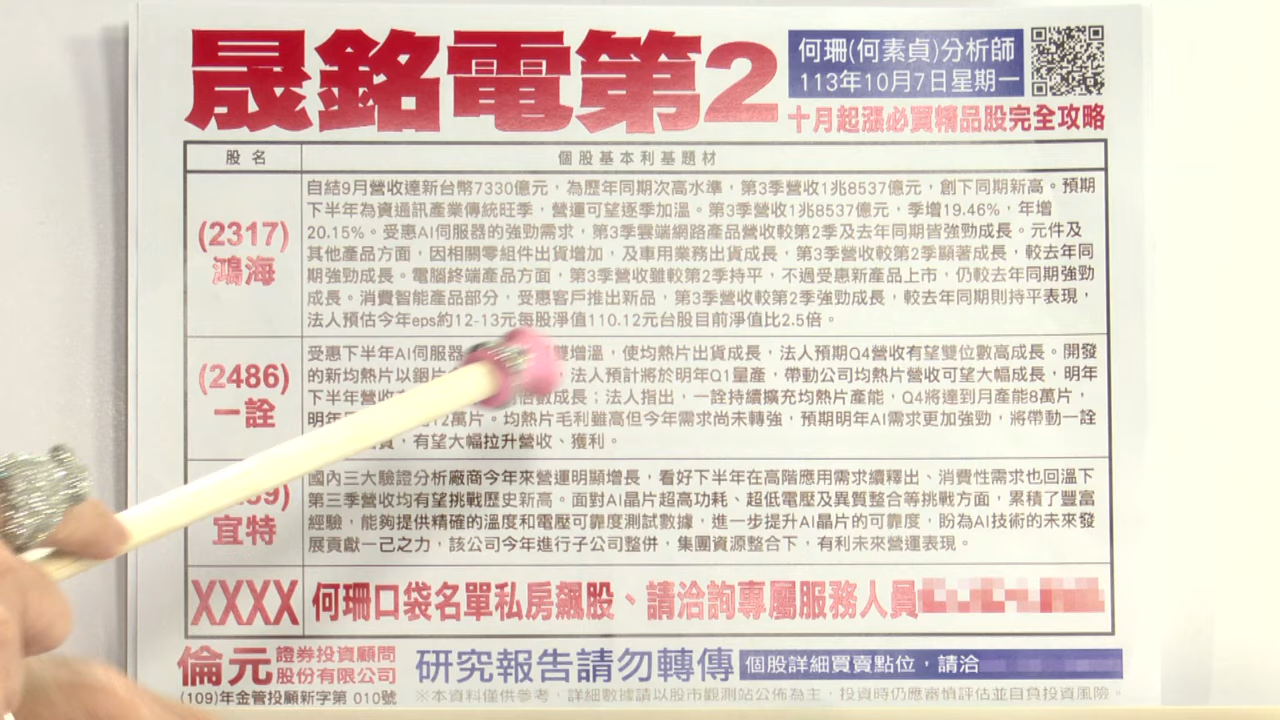 晟銘電第2
何珊(何素貞)分析師
113年10月7日星期一
十月起漲必買精品股完全攻略
股名 個股基本利基題材
(2317)
鴻海
自結9月營收達新台幣7330億元，為歷年同期次高水準，第3季營收1兆8537億元，創下同期新高。預期
下半年為資通訊產業傳統旺季，營運可望逐季加溫。第3季營收1兆8537億元，季增19.46%，年增
20.15%。受惠AI伺服器的強勁需求，第3季雲端網路產品營收較第2季及去年同期皆強勁成長。元件及
其他產品方面，因相關零組件出貨增加，及車用業務出貨成長，第3季營收較第2季顯著成長，較去年同
期強勁成長。電腦終端產品方面，第3季營收雖較第2季持平，不過受惠新產品上市，仍較去年同期強勁
成長。消費智能產品部分，受惠客戶推出新品，第3季營收較第2季強勁成長，較去年同期則持平表現，
法人預估今年eps約12-13元每股淨值110.12元台股目前淨值比2.5倍。
(2486)
一詮
受惠下半年AI伺服器 雙增溫，使均熱片出貨成長，法人預期Q4營收有望雙位數高成長。開發
的新均熱片以銦片 ，法人預計將於明年Q1量產，帶動公司均熱片營收可望大幅成長，明年
下半年營收 倍數成長；法人指出，一詮持續擴充均熱片產能，Q4將達到月產能8萬片，
明年 12萬片。均熱片毛利雖高但今年需求尚未轉強，預期明年AI需求更加強勁，將帶動一詮
，有望大幅拉升營收、獲利。
宜特
國內三大驗證分析廠商今年來營運明顯增長，看好下半年在高階應用需求續釋出、消費性需求也回溫下
第三季營收均有望挑戰歷史新高。面對AI晶片超高功耗、超低電壓及異質整合等挑戰方面，累積了豐富
經驗，能夠提供精確的溫度和電壓可靠度測試數據，進一步提升AI晶片的可靠度，盼為AI技術的未來發
展貢獻一己之力，該公司今年進行子公司整併，集團資源整合下，有利未來營運表現。
XXXX 何珊口袋名單私房飆股、請洽詢專屬服務人員
倫元 證券投資顧問
股份有限公司
(109)年金管投顧新字第 010號
研究報告請勿轉傳 個股詳細買賣點位，請洽
※本資料僅供參考，詳細數據請以股市觀測站公佈為主，投資時仍應審慎評估並自負投資風險。